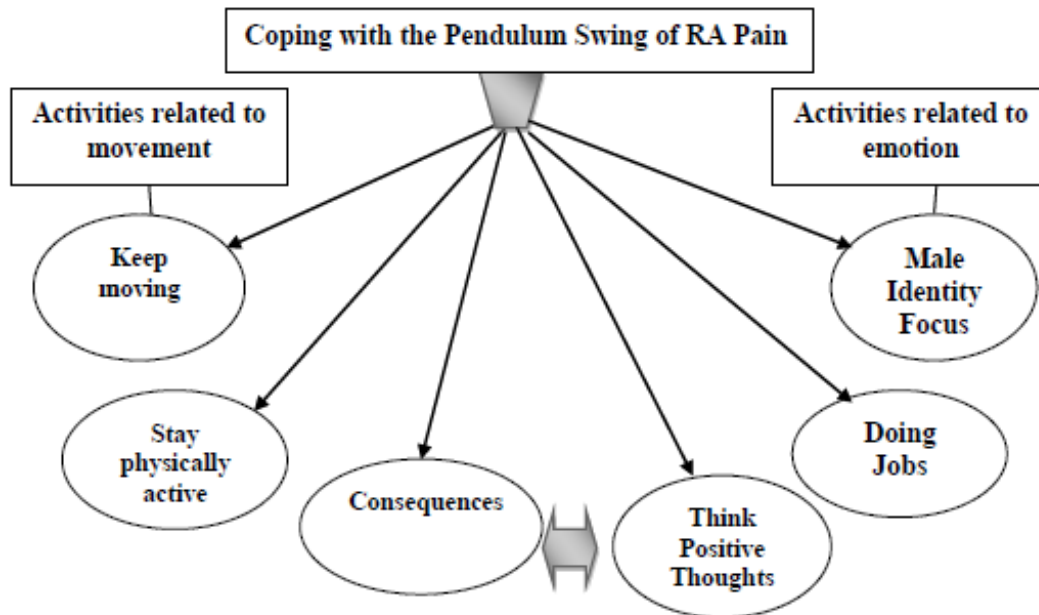 Coping with the Pendulum Swing of RA Pain
Activities related to
movement
Activities related to
emotion
Keep
moving
Male
Identity
Focus
Stay
physically
active
Doing
Jobs
Consequences
Think
Positive
Thoughts